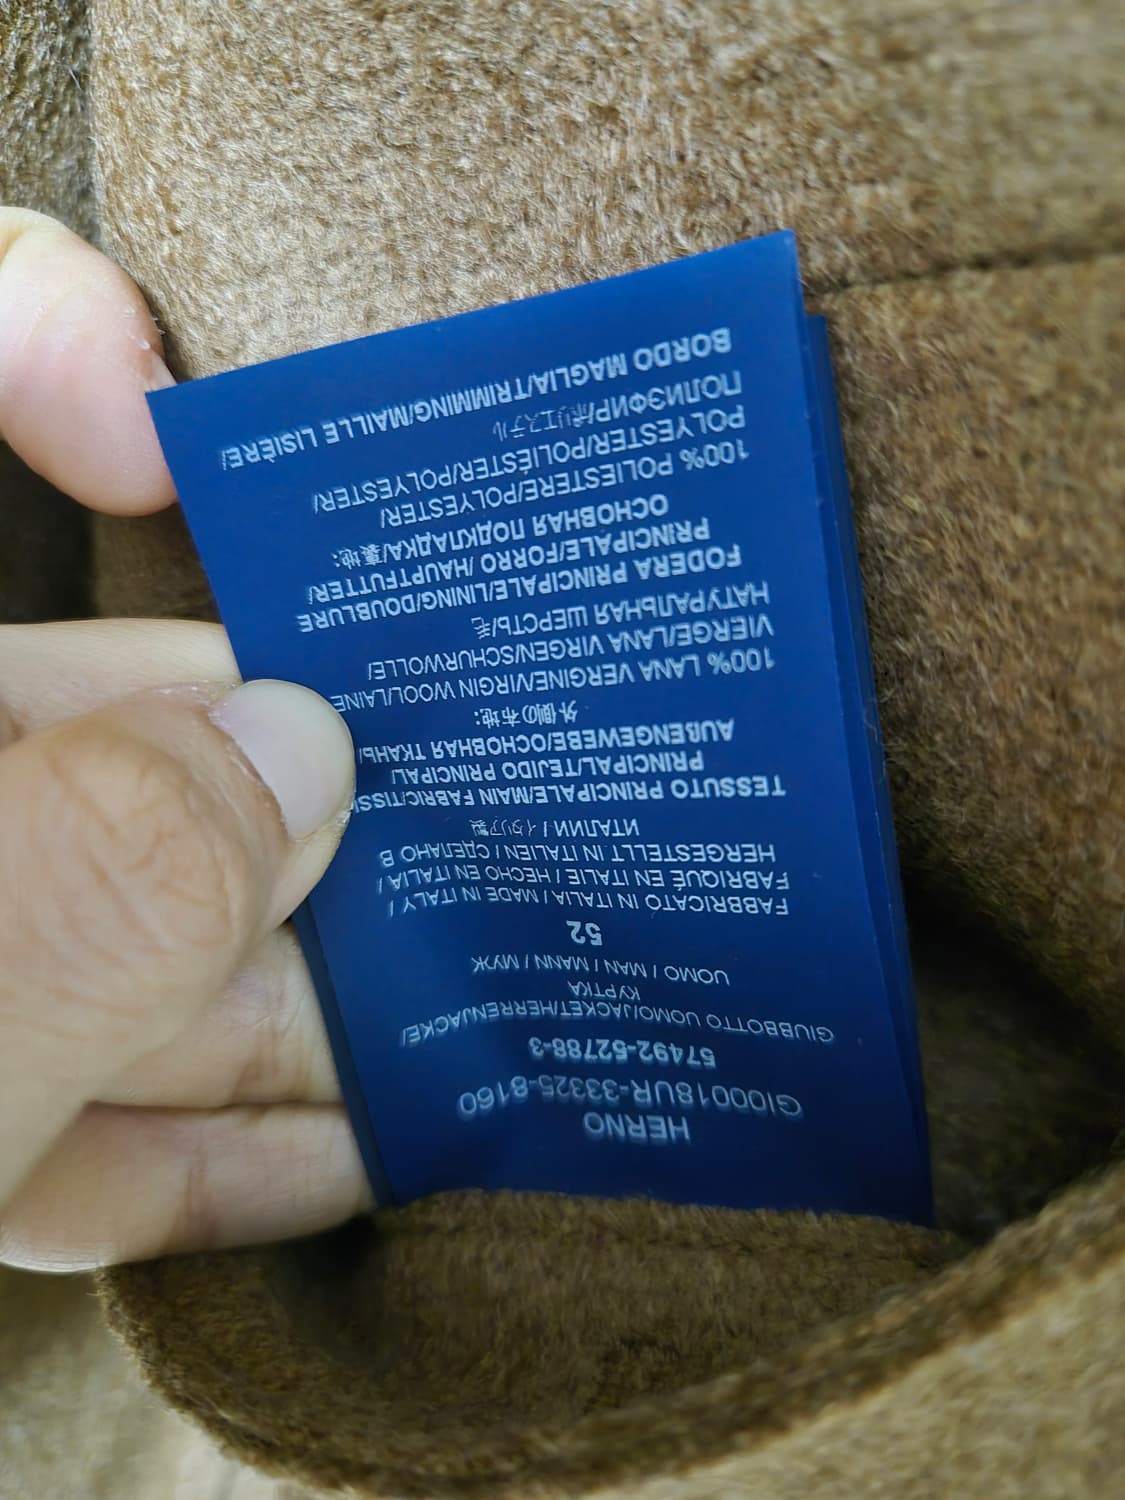 HERNO
GI00018UR-33325-8160
57492-52788-3
GIUBBOTTO UOMO/JACKET/HERRENJACKE/
КУРТКА
UOMO / MAN / MANN / МУЖ
52
FABBRICATO IN ITALIA / MADE IN ITALY /
FABRIQUÉ EN ITALIE / HECHO EN ITALIA /
HERGESTELLT IN ITALIEN / СДЕЛАНО В
ИТАЛИИ / イタリア製
TESSUTO PRINCIPALE/MAIN FABRIC/
PRINCIPAL/TEJIDO PRINCIPAL/
AUßENGEWEBE/ОСНОВНАЯ ТКАНЬ/
外側の布地:
100% LANA VERGINE/VIRGIN WOOL/LAINE
VIERGE/LANA VIRGEN/SCHURWOLLE/
НАТУРАЛЬНАЯ ШЕРСТЬ/毛
FODERA PRINCIPALE/LINING/DOUBLURE
PRINCIPALE/FORRO/ HAUPTFUTTER/
ОСНОВНАЯ ПОДКЛАДКА/裏地:
100% POLIESTERE/POLYESTER/
POLYESTER/POLIÉSTER/POLYESTER/
ПОЛИЭФИР/ポリエステル
BORDO MAGLIA/TRIMMING/MAILLE LISIÈRE/